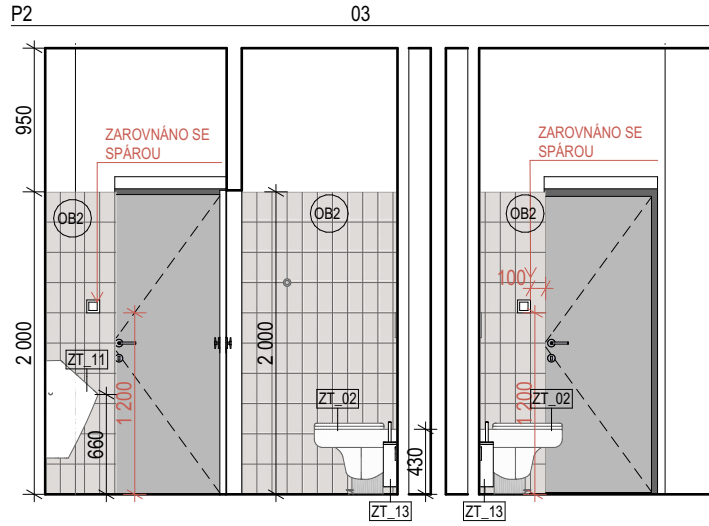 P2
03
950
ZAROVNÁNO SE
SPÁROU
ZAROVNÁNO SE
SPÁROU
OB2
OB2
OB2
100
2 000
ZT_11
2 000
1 200
660
ZT_02
430
1 200
ZT_02
ZT_13
ZT_13